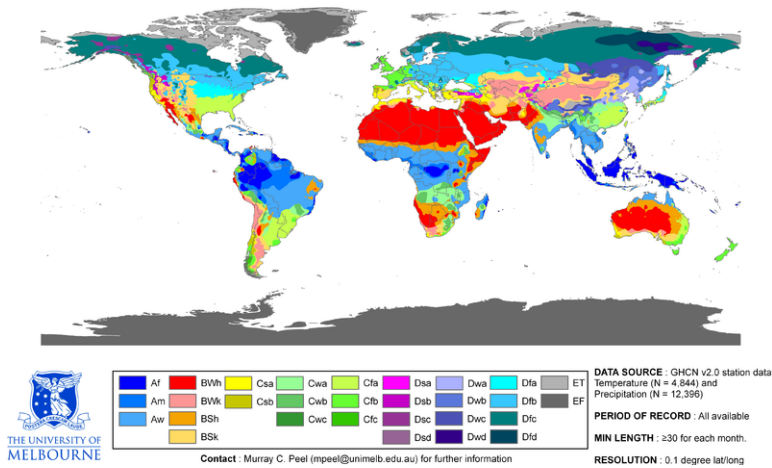 Af BWh Csa Cwa Cfa Dsa Dwa Dfa ET
Am BWk Csb Cwb Cfb Dsb Dwb Dfb EF
Aw BSh Cwc Cfc Dsc Dwc Dfc
BSk Dsd Dwd Dfd
THE UNIVERSITY OF
MELBOURNE
Contact : Murray C. Peel (mpeel@unimelb.edu.au) for further information
DATA SOURCE : GHCN v2.0 station data
Temperature (N = 4,844) and
Precipitation (N = 12,396)
PERIOD OF RECORD : All available
MIN LENGTH : ≥30 for each month.
RESOLUTION : 0.1 degree lat/long